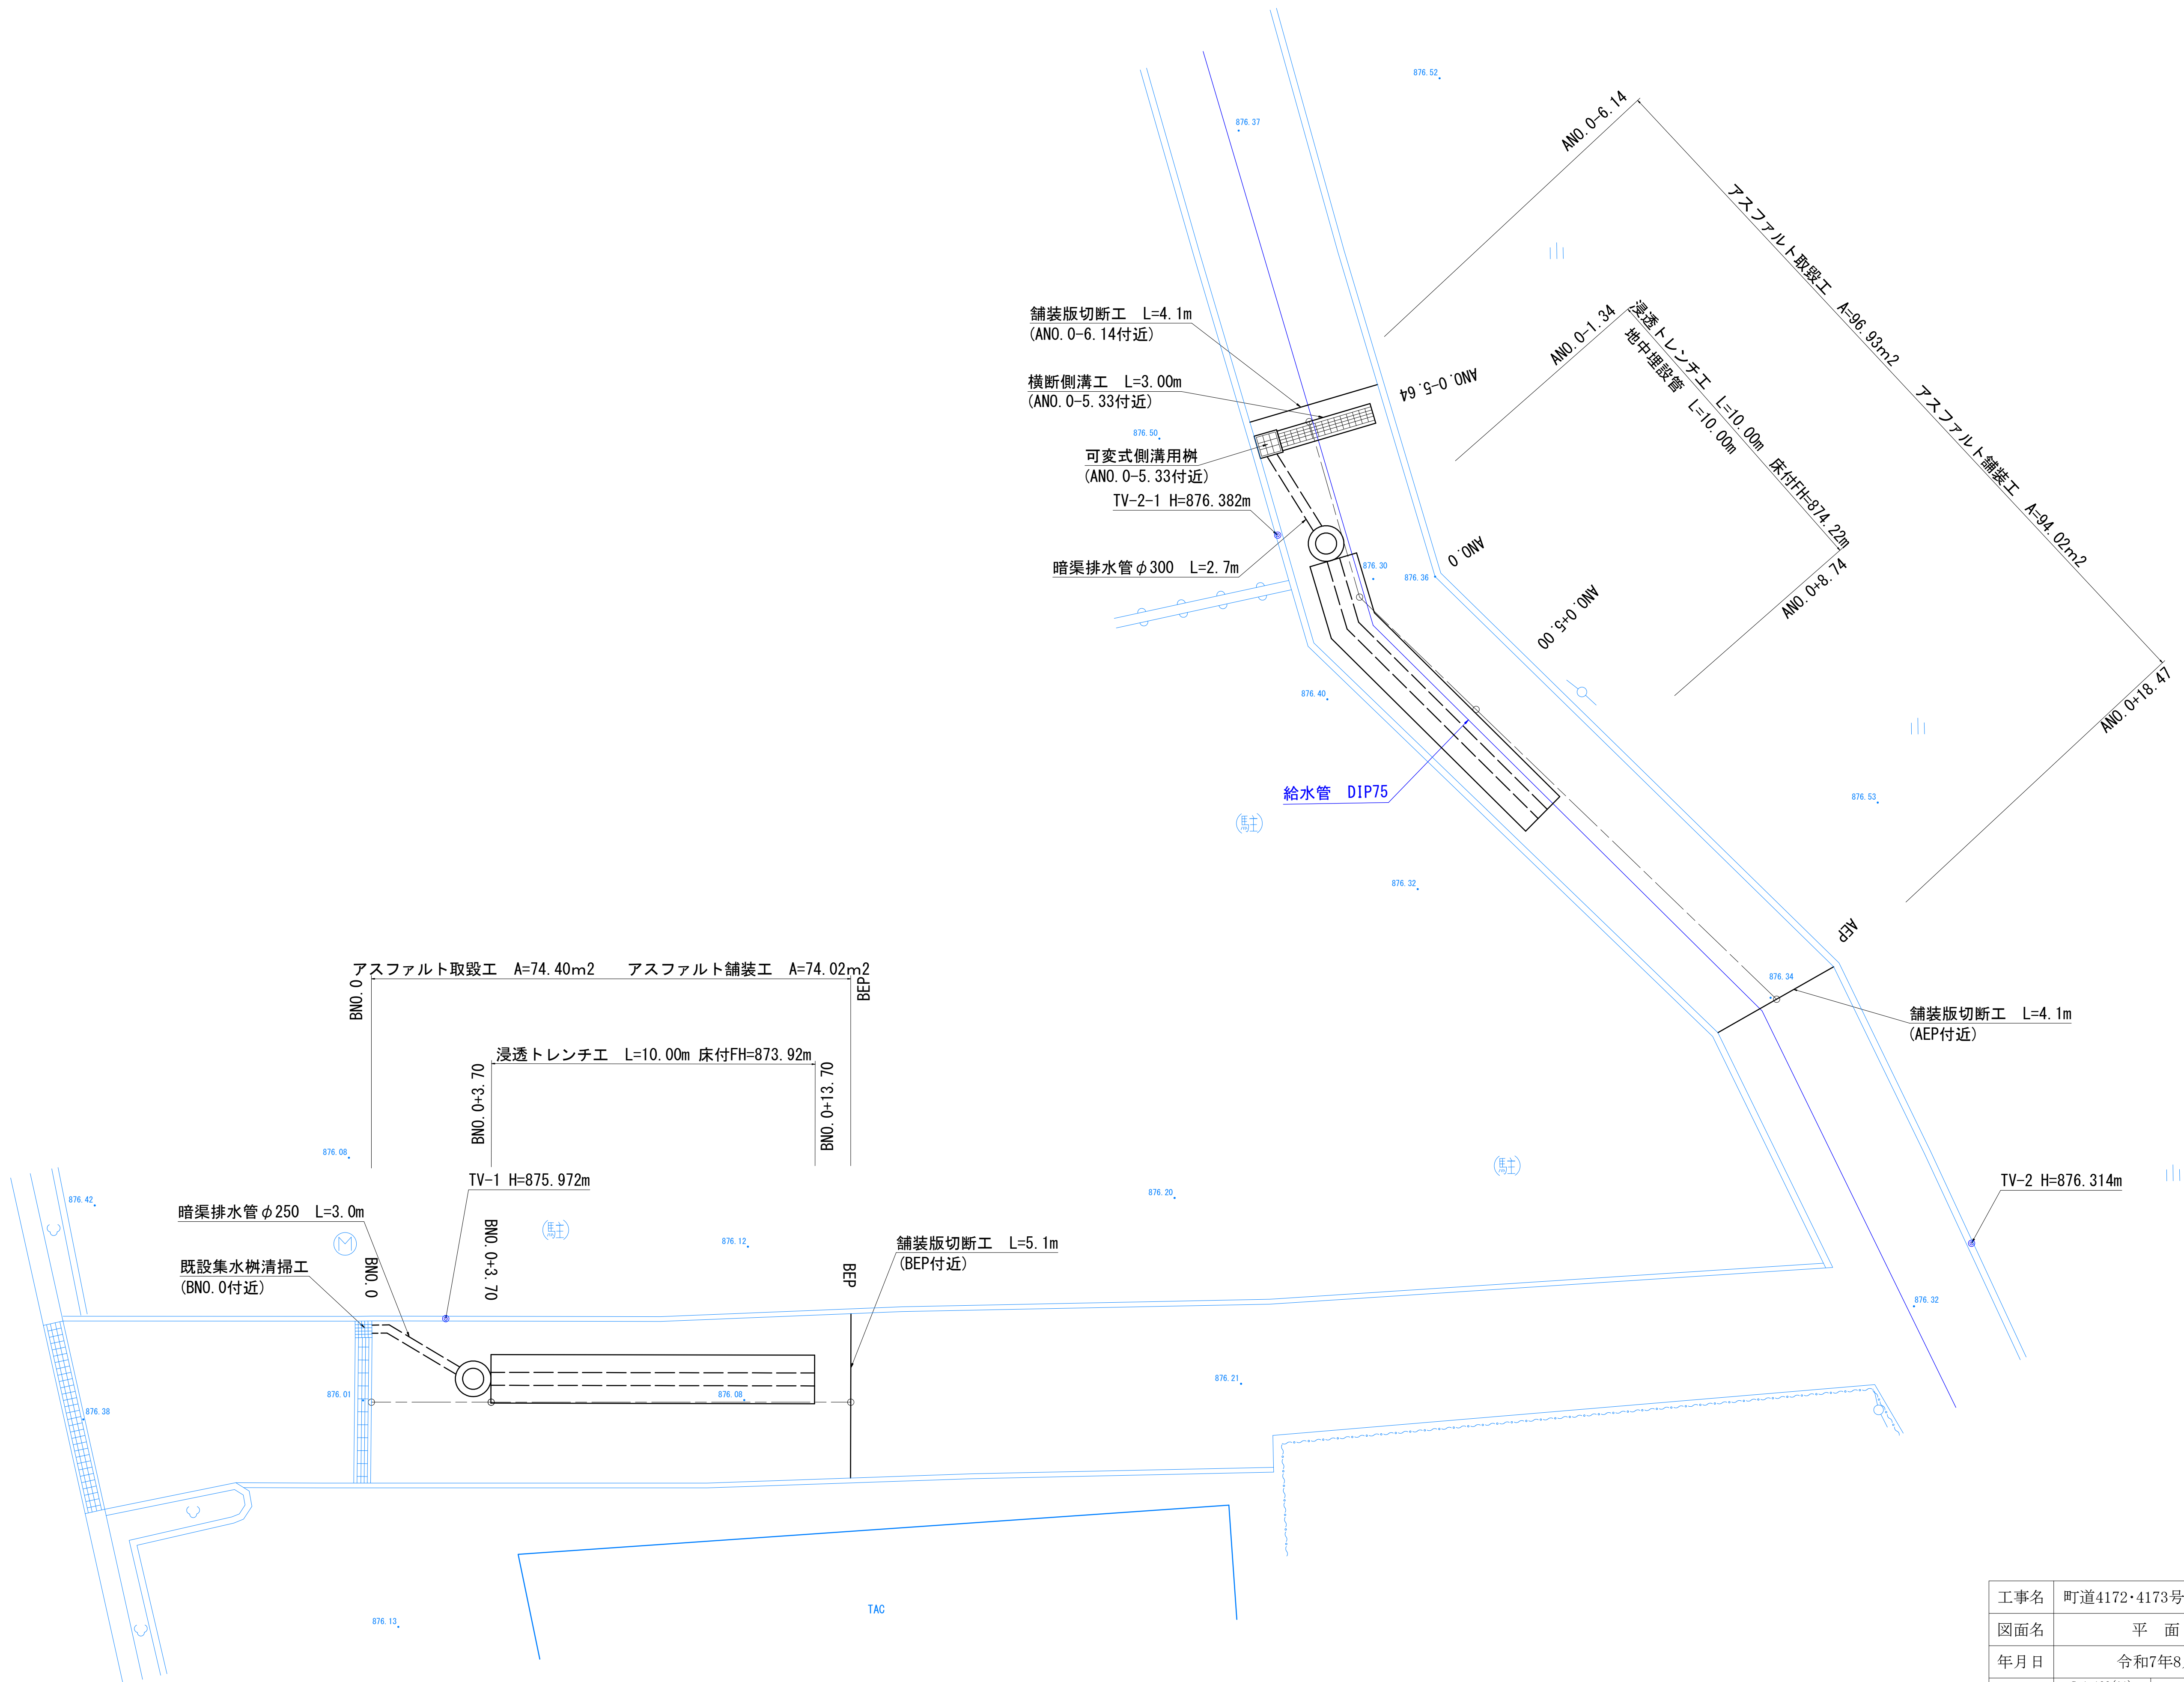 876.52
876.37
ANO.0-6.14
アスファルト取毀工　A=96.93m2　　アスファルト舗装工　A=94.02m2
舗装版切断工　L=4.1m
(ANO.0-6.14付近)
ANO.0-1.34
浸透トレンチ工　L=10.00m　床付FH=874.22m
地中埋設管　L=10.00m
横断側溝工　L=3.00m
(ANO.0-5.33付近)
ANO.0-5.64
876.50
可変式側溝用桝
(ANO.0-5.33付近)
TV-2-1 H=876.382m
暗渠排水管φ300　L=2.7m
876.30
876.36
ANO.0
ANO.0+5.00
ANO.0+8.74
ANO.0+18.47
876.40
給水管　DIP75
876.53
(駐)
876.32
AEP
876.34
舗装版切断工　L=4.1m
(AEP付近)
アスファルト取毀工　A=74.40m2　　アスファルト舗装工　A=74.02m2
BNO.0
BEP
浸透トレンチ工　L=10.00m 床付FH=873.92m
BNO.0+3.70
BNO.0+13.70
876.08
TV-1 H=875.972m
876.42
暗渠排水管φ250　L=3.0m
M
(駐)
876.12
876.20
(駐)
TV-2 H=876.314m
既設集水桝清掃工
(BNO.0付近)
BNO.0
BNO.0+3.70
BEP
舗装版切断工　L=5.1m
(BEP付近)
876.32
876.01
876.08
876.21
876.38
876.13
TAC
工事名　町道4172・4173号
図面名　平　面
年月日　令和7年8